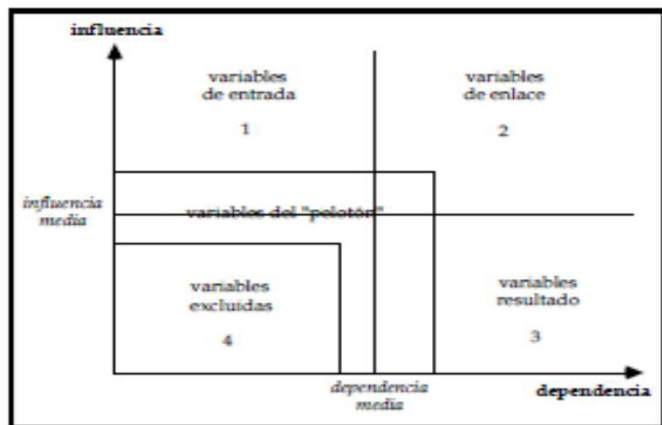 influencia
variables
de entrada
1
variables
de enlace
2
influencia
media
variables del "pelotón"
variables
excluidas
4
variables
resultado
3
dependencia
media
dependencia